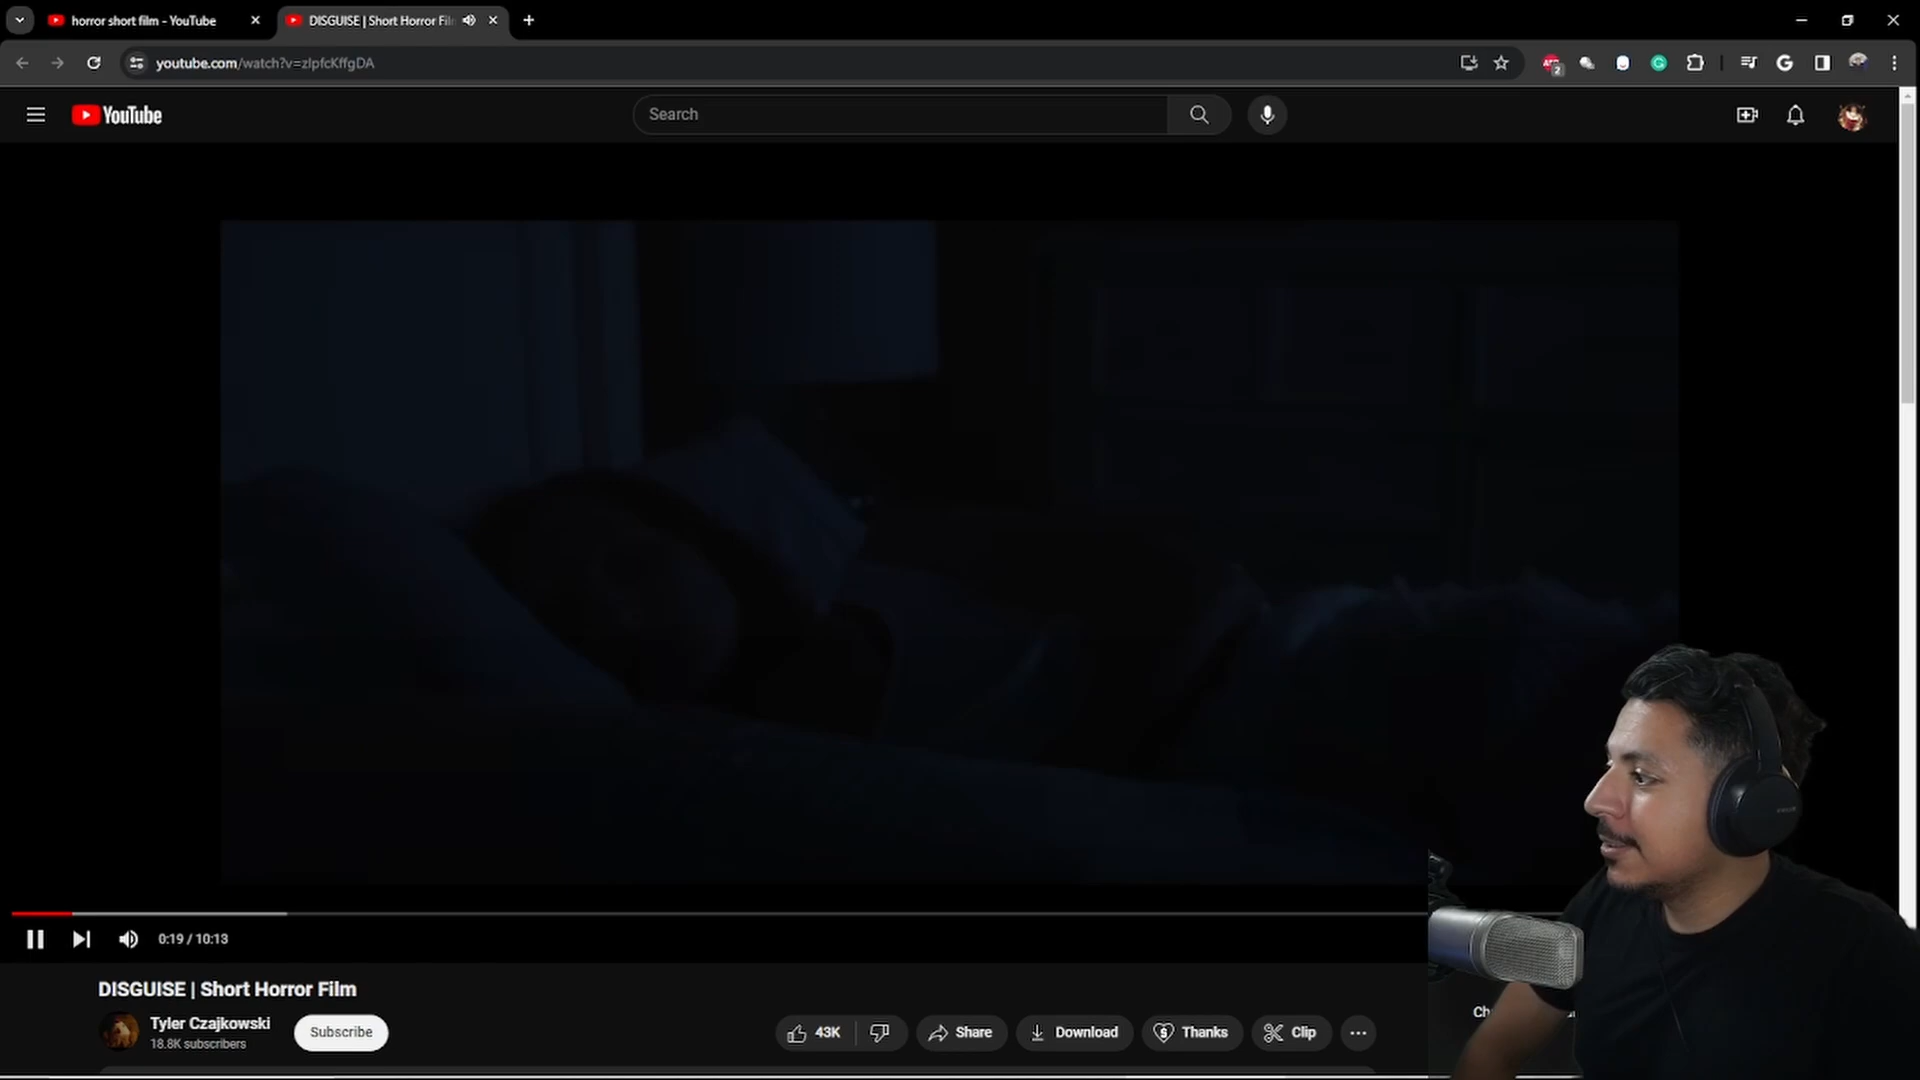 horror short film - YouTube
DISGUISE | Short Horror Fil
youtube.com/watch?v=zlpfcKffgDA
2
YouTube
Search
0:19 / 10:13
DISGUISE | Short Horror Film
Tyler Czajkowski
18.8K subscribers
Subscribe
43K
Share
Download
Thanks
Clip